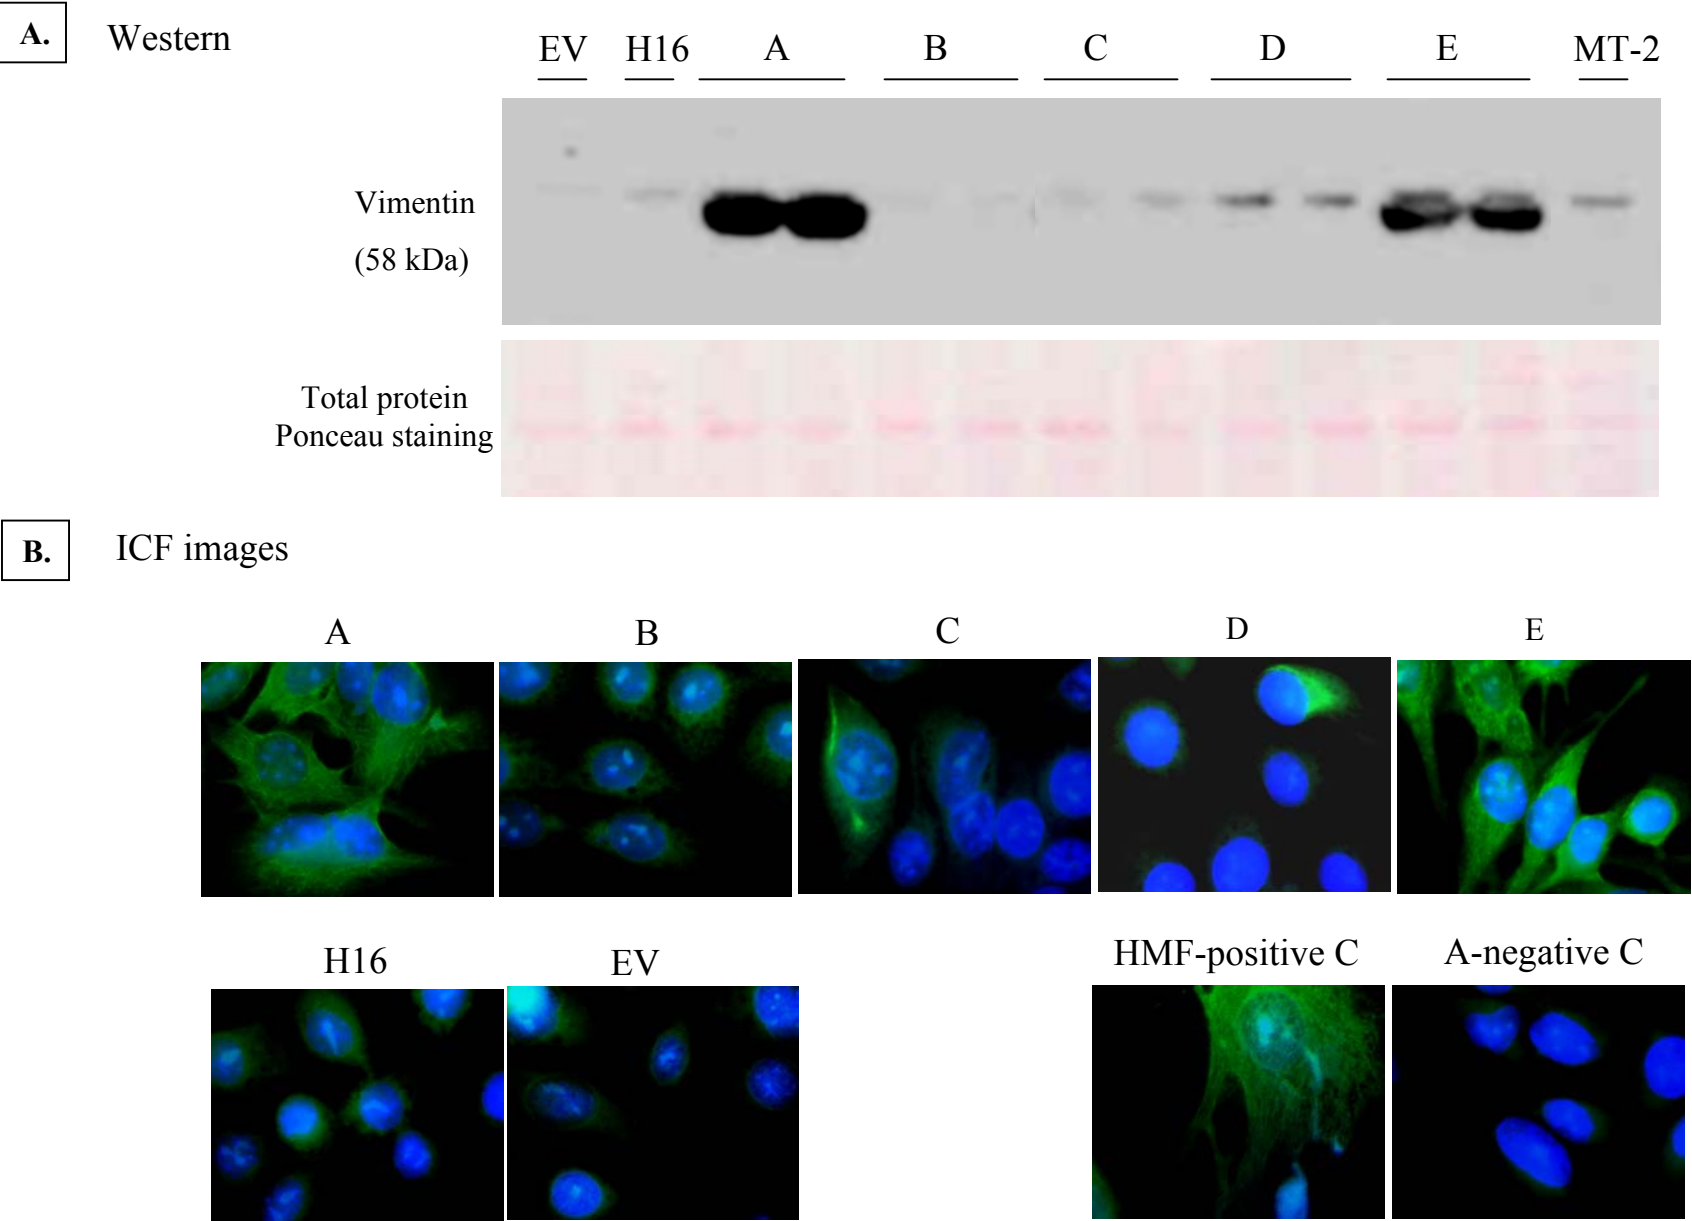 A. Western
EV H16 A B C D E MT-2
Vimentin
(58 kDa)
Total protein
Ponceau staining
B. ICF images
A B C D E
H16 EV HMF-positive C A-negative C